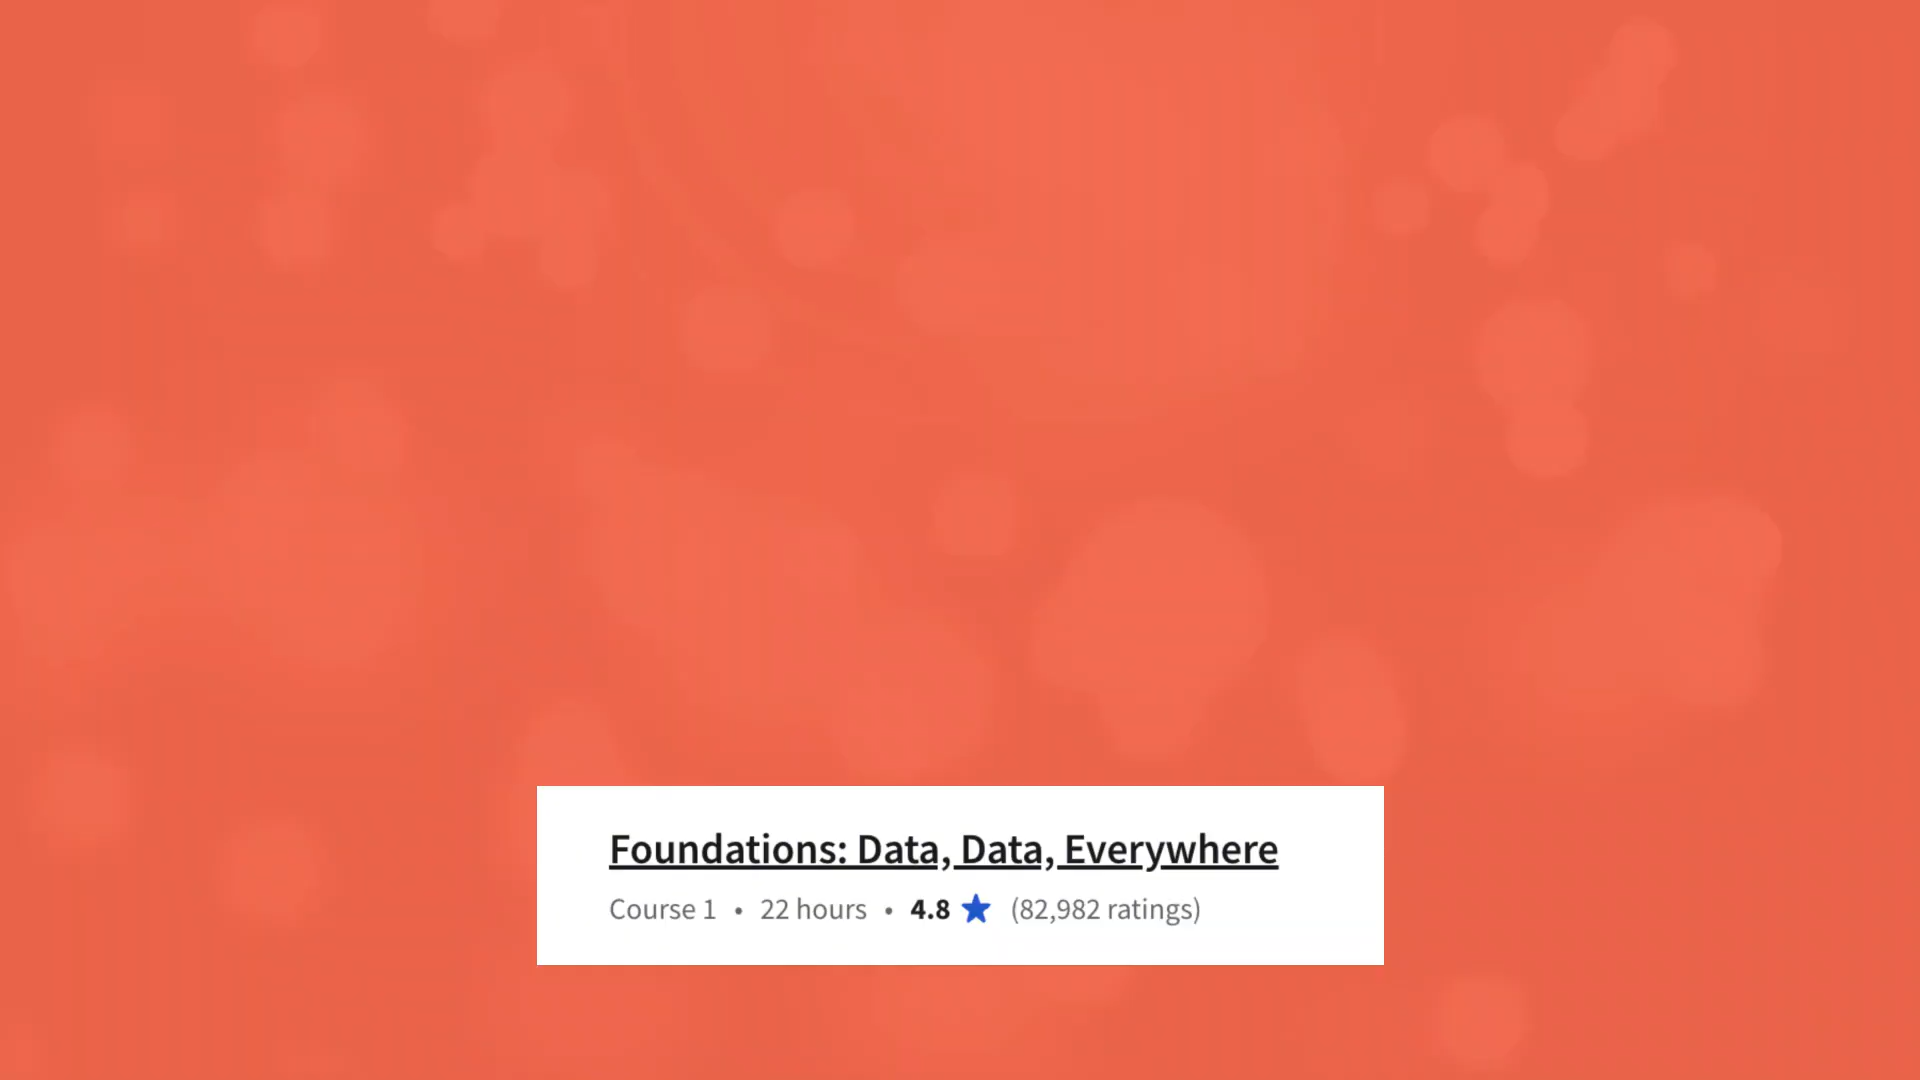 Foundations: Data, Data, Everywhere
Course 1 • 22 hours • 4.8 ★ (82,982 ratings)